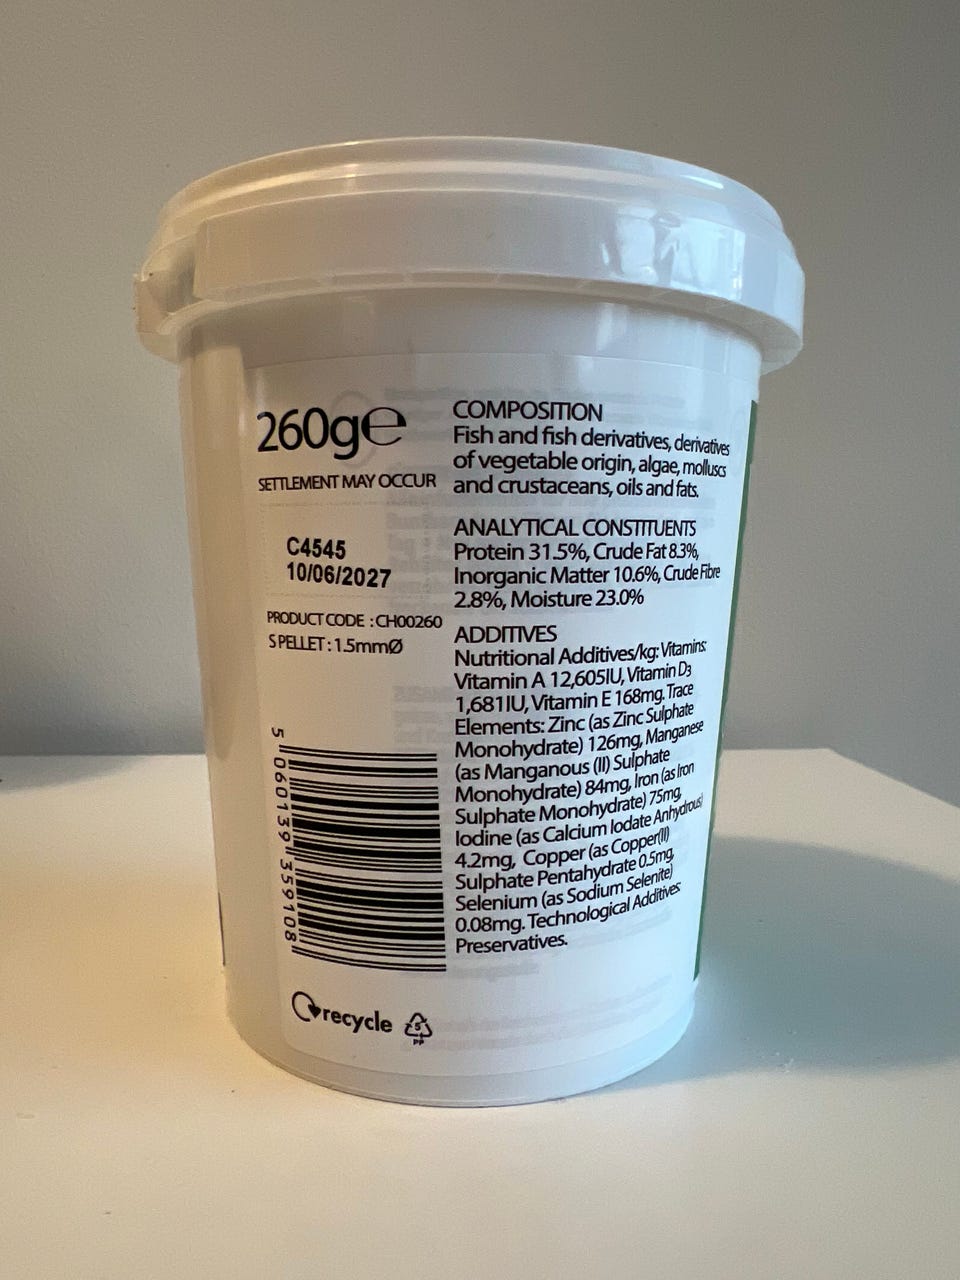 260g℮
SETTLEMENT MAY OCCUR
C4545
10/06/2027
PRODUCT CODE : CH00260
S PELLET : 1.5mmØ
5 060139 359108
recycle
5
PP
COMPOSITION
Fish and fish derivatives, derivatives
of vegetable origin, algae, molluscs
and crustaceans, oils and fats.
ANALYTICAL CONSTITUENTS
Protein 31.5%, Crude Fat 8.3%,
Inorganic Matter 10.6%, Crude Fibre
2.8%, Moisture 23.0%
ADDITIVES
Nutritional Additives/kg: Vitamins:
Vitamin A 12,605IU, Vitamin D3
1,681IU, Vitamin E 168mg. Trace
Elements: Zinc (as Zinc Sulphate
Monohydrate) 126mg, Manganese
(as Manganous (II) Sulphate
Monohydrate) 84mg, Iron (as Iron
Sulphate Monohydrate) 75mg,
Iodine (as Calcium Iodate Anhydrous)
4.2mg, Copper (as Copper(II)
Sulphate Pentahydrate 0.5mg,
Selenium (as Sodium Selenite)
0.08mg. Technological Additives:
Preservatives.